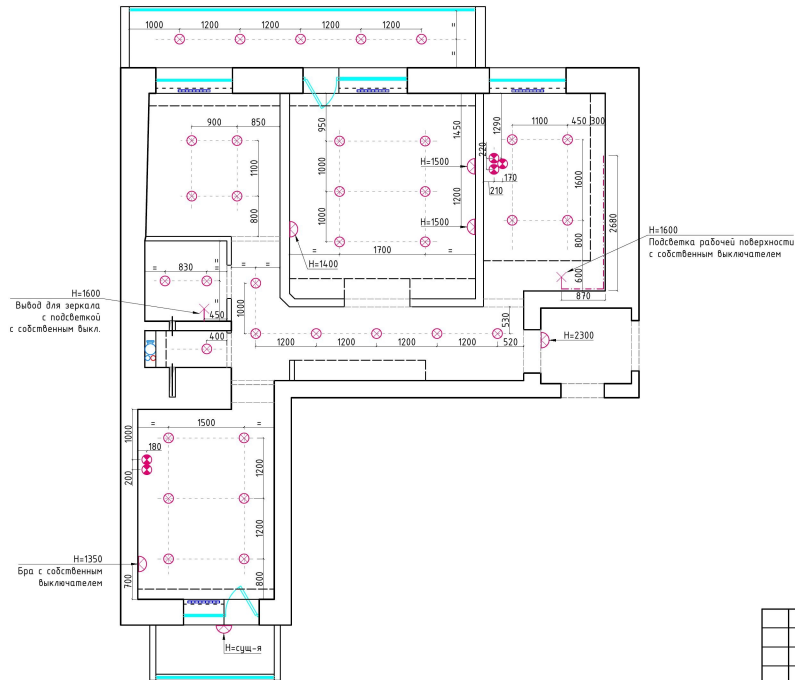 1000 1200 1200 1200 1200 =
900 850
1100
800
950
1000
1000
1700
= =
H=1400
1450
H=1500
1200
H=1500
1290
220
170
210
1100 450 300
1600
800
600
2680
870
H=1600
Подсветка рабочей поверхности
с собственным выключателем
= 830 =
=
=
450
H=1600
Вывод для зеркала
с подсветкой
с собственным выкл.
400
= =
1000
1200 1200 1200 1200 520
530
H=2300
1000
200
= 1500 =
180
1200
1200
800
700
H=1350
Бра с собственным
выключателем
H=сущ-я